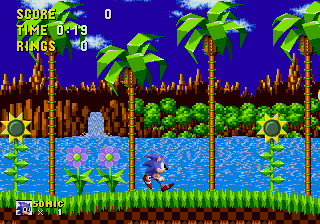 SCORE 0
TIME 0:19
RINGS 0
SONIC
× 1